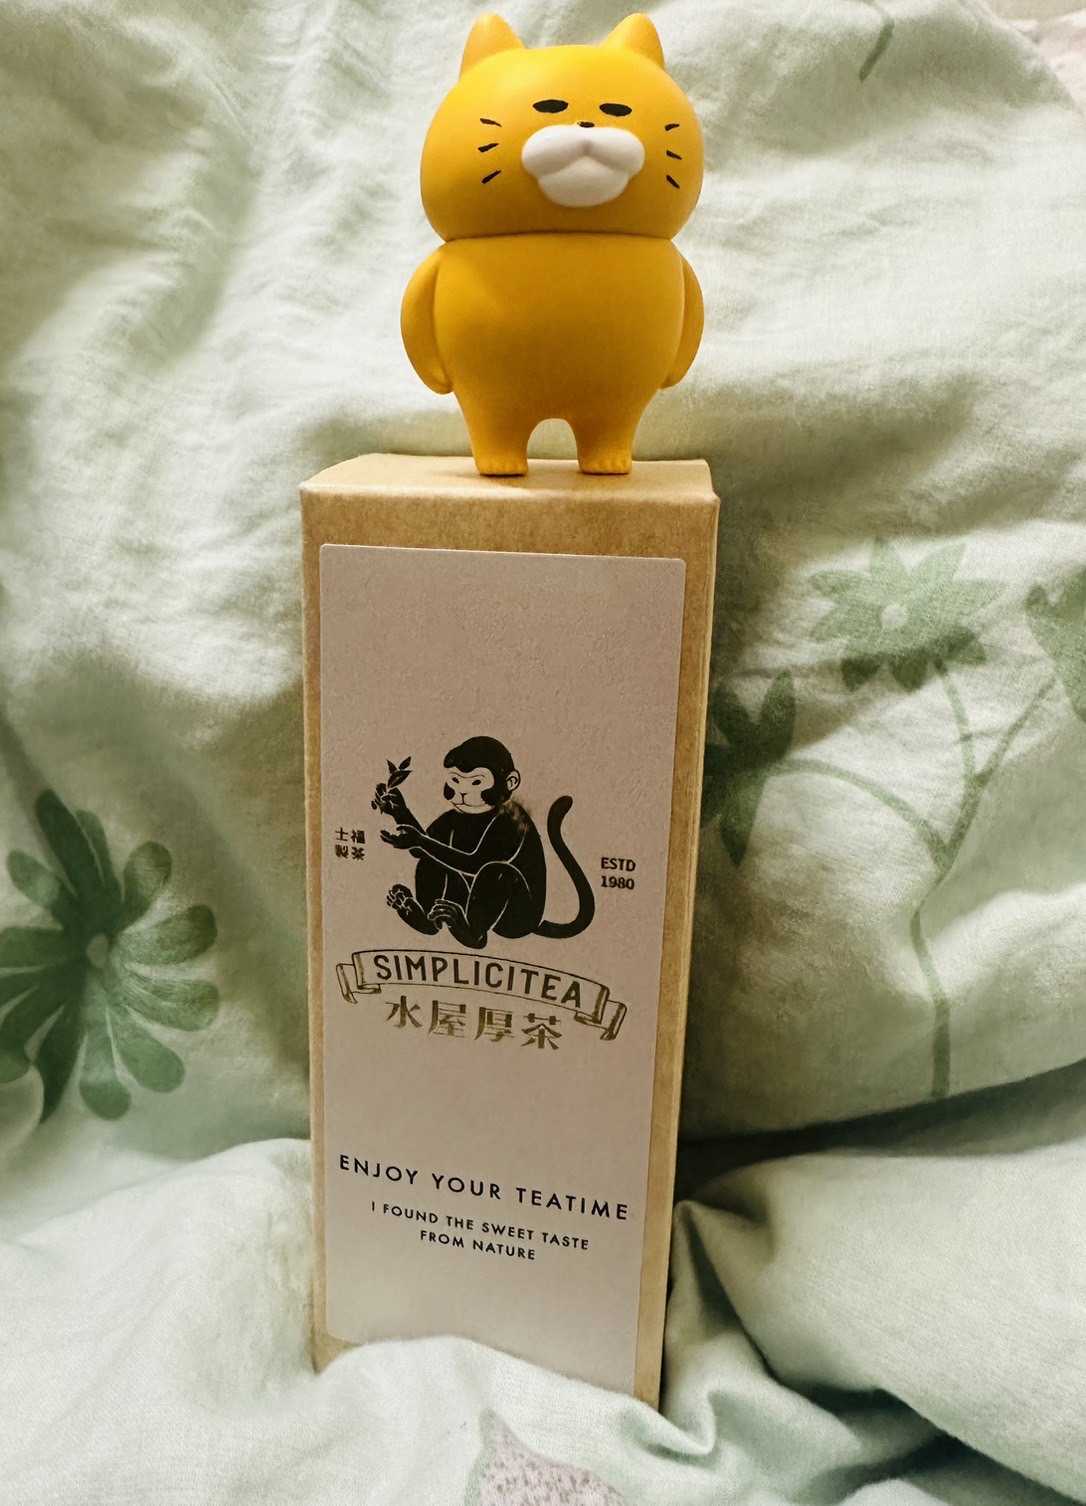 士福
製茶
ESTD
1980
SIMPLICITEA
水屋厚茶
ENJOY YOUR TEATIME
I FOUND THE SWEET TASTE
FROM NATURE